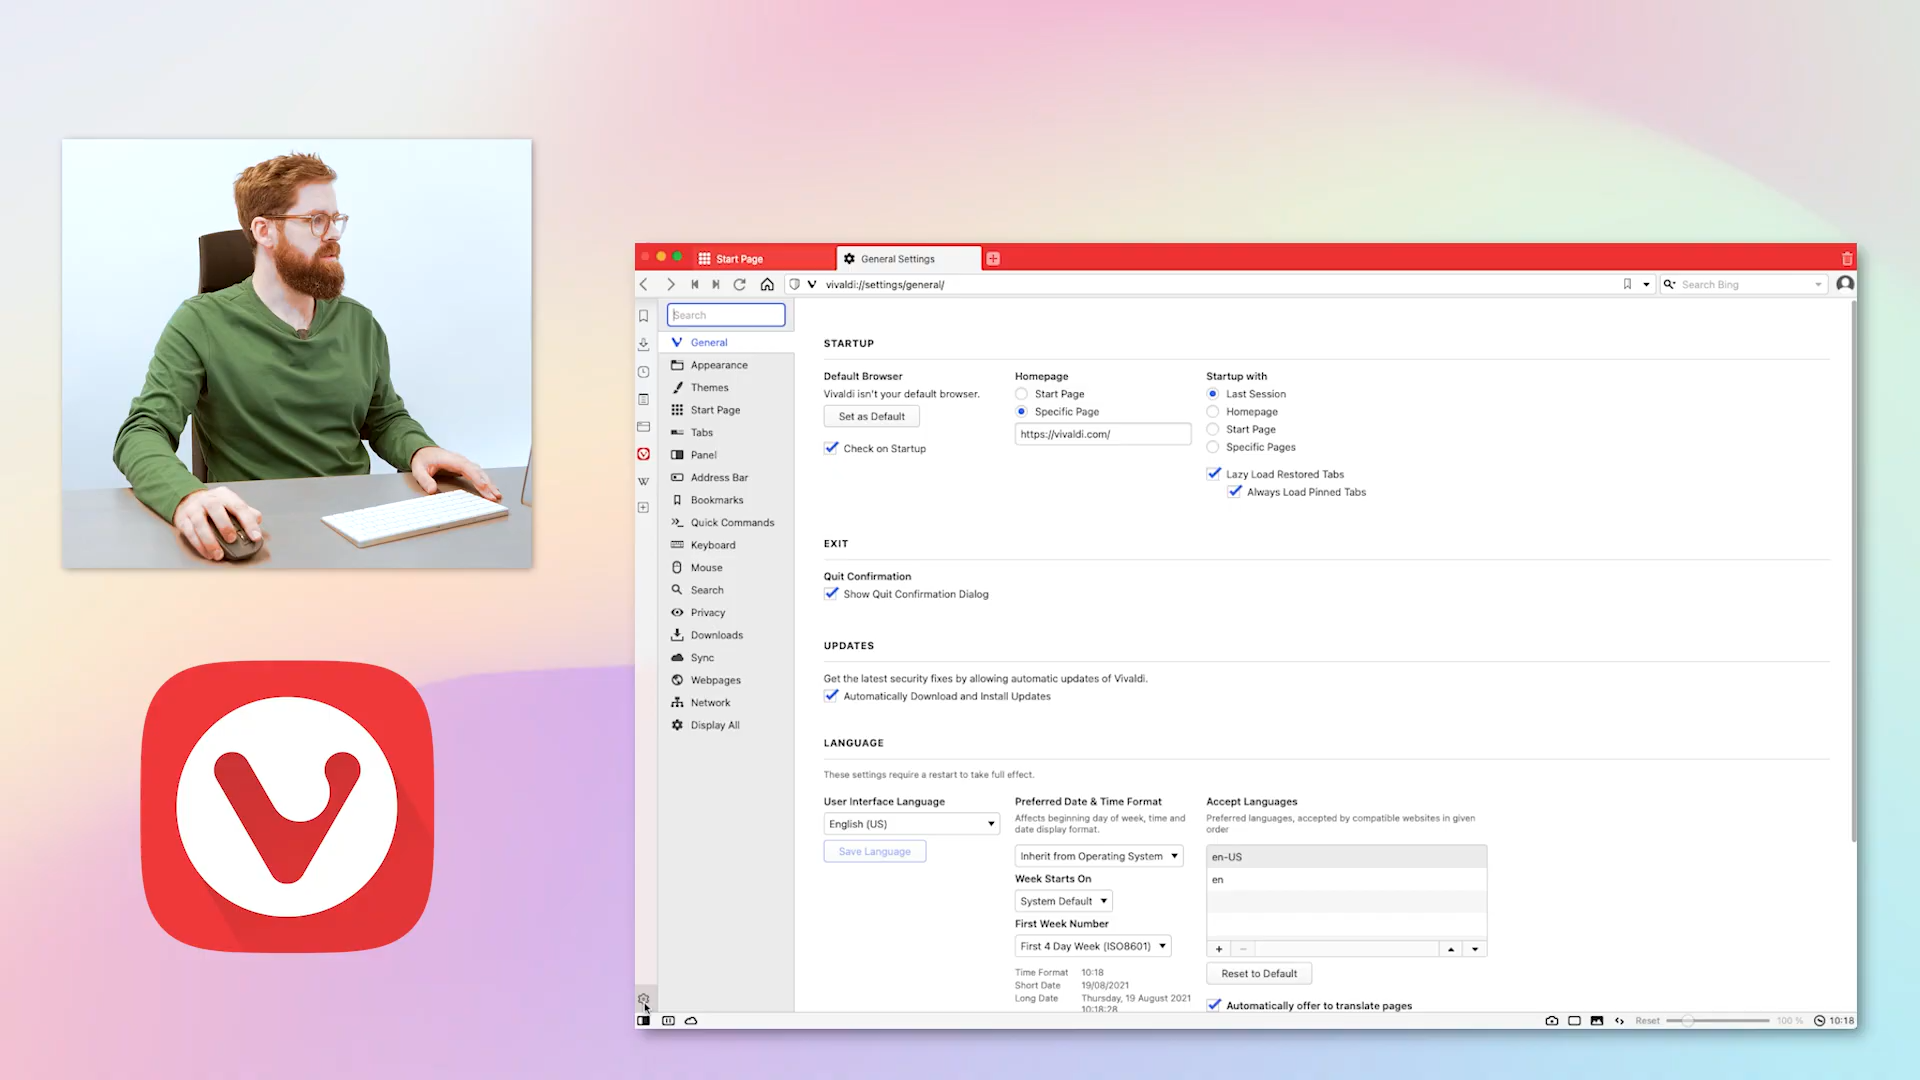 Start Page
General Settings
vivaldi://settings/general/
Search Bing
Search
General
Appearance
Themes
Start Page
Tabs
Panel
Address Bar
Bookmarks
Quick Commands
Keyboard
Mouse
Search
Privacy
Downloads
Sync
Webpages
Network
Display All
STARTUP
Default Browser
Vivaldi isn't your default browser.
Set as Default
Check on Startup
Homepage
Start Page
Specific Page
https://vivaldi.com/
Startup with
Last Session
Homepage
Start Page
Specific Pages
Lazy Load Restored Tabs
Always Load Pinned Tabs
EXIT
Quit Confirmation
Show Quit Confirmation Dialog
UPDATES
Get the latest security fixes by allowing automatic updates of Vivaldi.
Automatically Download and Install Updates
LANGUAGE
These settings require a restart to take full effect.
User Interface Language
English (US)
Save Language
Preferred Date & Time Format
Affects beginning day of week, time and
date display format.
Inherit from Operating System
Week Starts On
System Default
First Week Number
First 4 Day Week (ISO8601)
Time Format 10:18
Short Date 19/08/2021
Long Date Thursday, 19 August 2021
10:18:28
Accept Languages
Preferred languages, accepted by compatible websites in given
order
en-US
en
Reset to Default
Automatically offer to translate pages
Reset
100 %
10:18